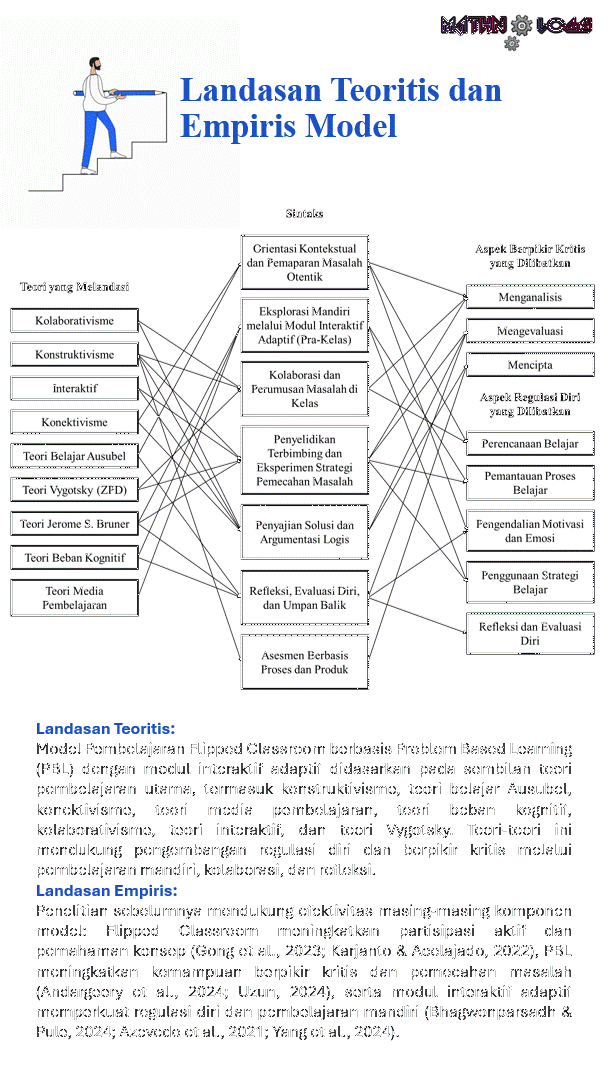 MATHN LOGS
Landasan Teoritis dan
Empiris Model
Sintaks
Orientasi Kontekstual
dan Pemaparan Masalah
Otentik
Eksplorasi Mandiri
melalui Modul Interaktif
Adaptif (Pra-Kelas)
Kolaborasi dan
Perumusan Masalah di
Kelas
Penyelidikan
Terbimbing dan
Eksperimen Strategi
Pemecahan Masalah
Penyajian Solusi dan
Argumentasi Logis
Refleksi, Evaluasi Diri,
dan Umpan Balik
Asesmen Berbasis
Proses dan Produk
Teori yang Melandasi
Kolaborativisme
Konstruktivisme
Interaktif
Konektivisme
Teori Belajar Ausubel
Teori Vygotsky (ZFD)
Teori Jerome S. Bruner
Teori Beban Kognitif
Teori Media
Pembelajaran
Aspek Berpikir Kritis
yang Dilibatkan
Menganalisis
Mengevaluasi
Mencipta
Aspek Regulasi Diri
yang Dilibatkan
Perencanaan Belajar
Pemantauan Proses
Belajar
Fengendalian Motivasi
dan Emosi
Penggunaan Strategi
Belajar
Refleksi dan Evaluasi
Diri
Landasan Teoritis:
Model Pembelajaran Flipped Classroom berbasis Problem Based Learning
(PBL) dengan modul interaktif adaptif didasarkan pada sembilan teori
pembelajaran utama, termasuk konstruktivisme, teori belajar Ausubel,
konektivisme, teori media pembelajaran, teori beban kognitif,
kolaborativisme, teori interaktif, dan teori Vygotsky. Teori-teori ini
mendukung pengembangan regulasi diri dan berpikir kritis melalui
pembelajaran mandiri, kolaborasi, dan refleksi.
Landasan Empiris:
Penelitian sebelumnya mendukung efektivitas masing-masing komponen
model: Flipped Classroom meningkatkan partisipasi aktif dan
pemahaman konsep (Gong et al., 2023; Karjanto & Acelajado, 2022), PBL
meningkatkan kemampuan berpikir kritis dan pemecahan masalah
(Andargeery et al., 2024; Uzun, 2024), serta modul interaktif adaptif
memperkuat regulasi diri dan pembelajaran mandiri (Bhagwonparsadh &
Pule, 2024; Azevedo et al., 2021; Yang et al., 2024).